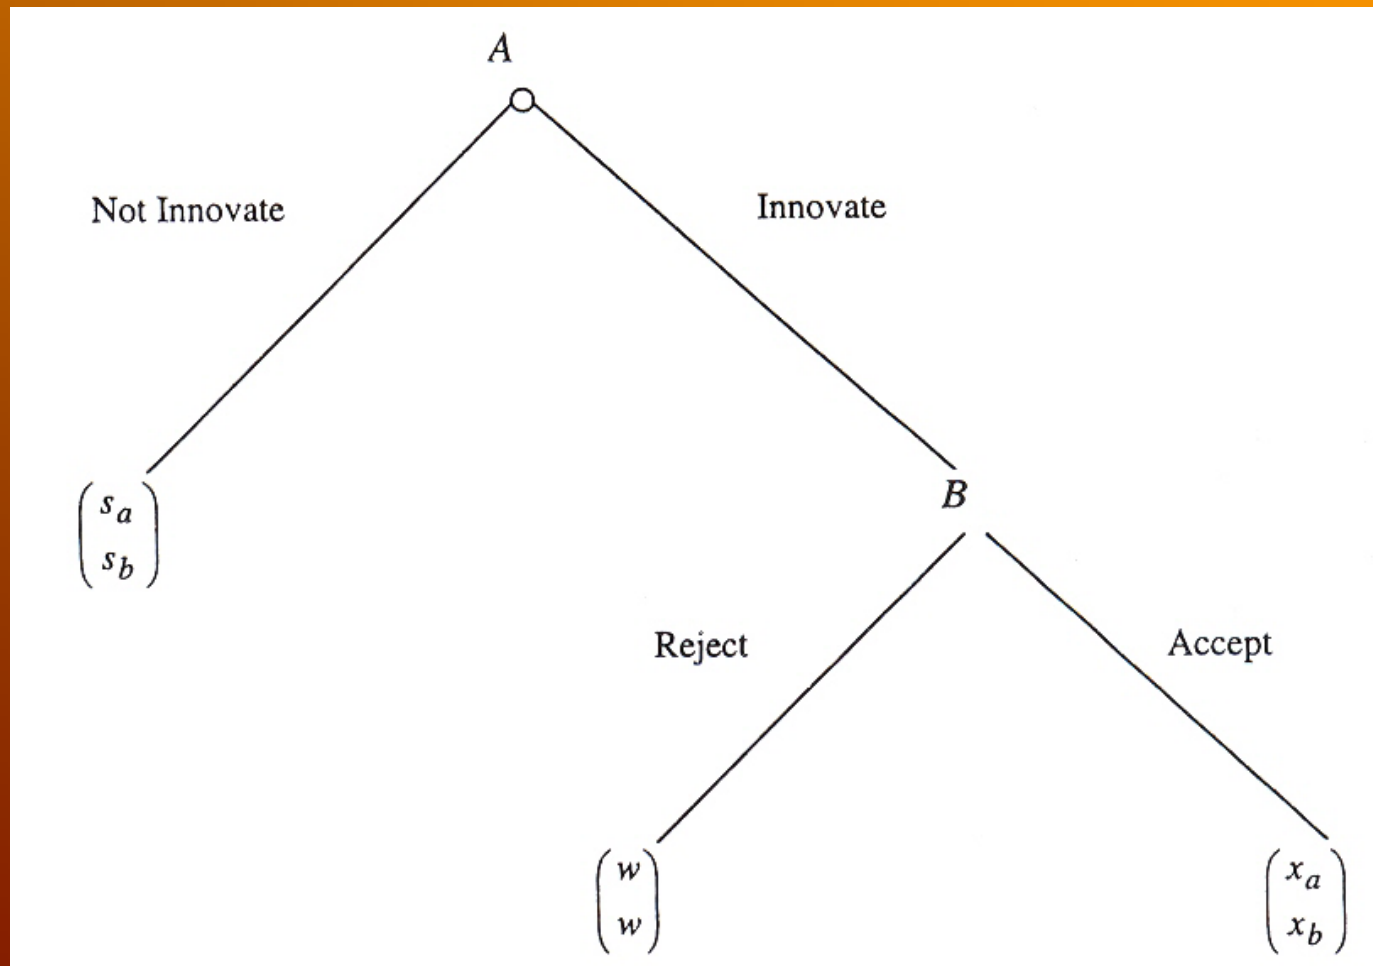 A
Not Innovate
Innovate
s_a
s_b
B
Reject
Accept
w
w
x_a
x_b